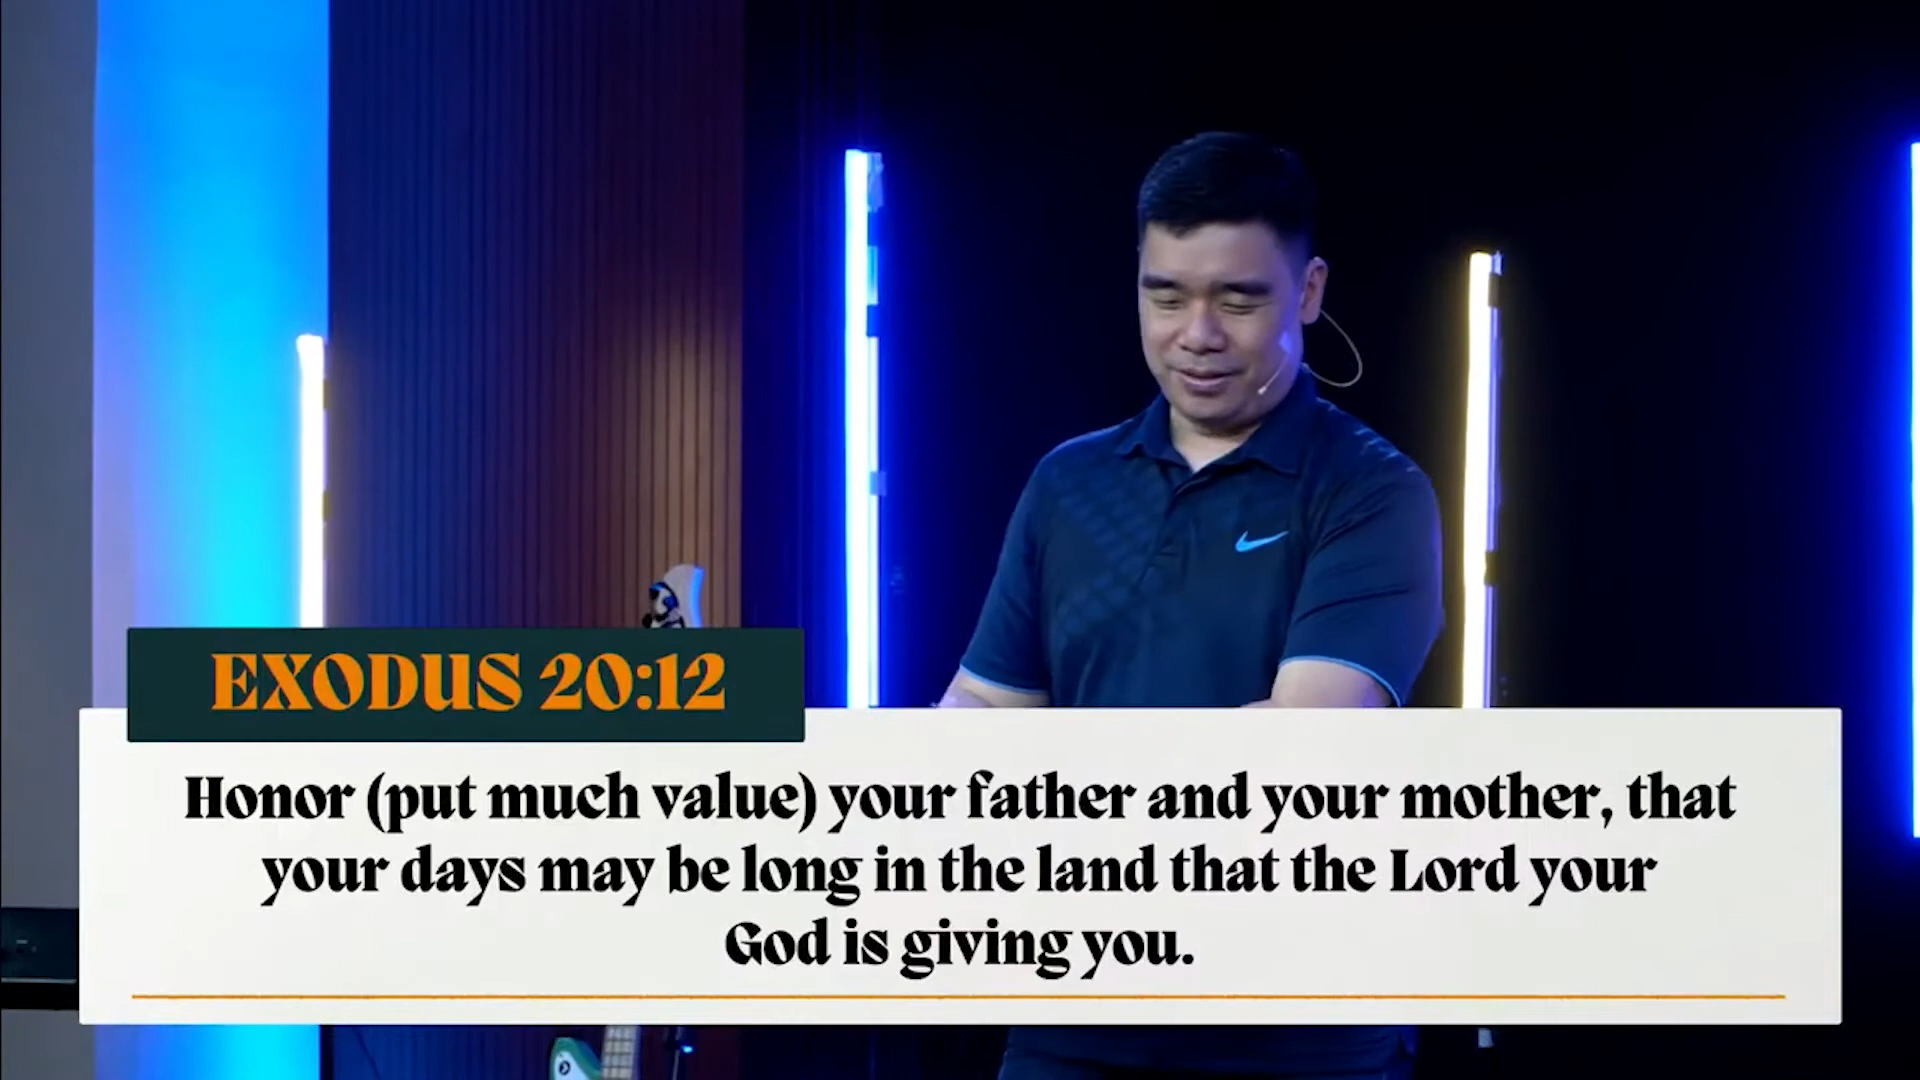 EXODUS 20:12
Honor (put much value) your father and your mother, that
your days may be long in the land that the Lord your
God is giving you.